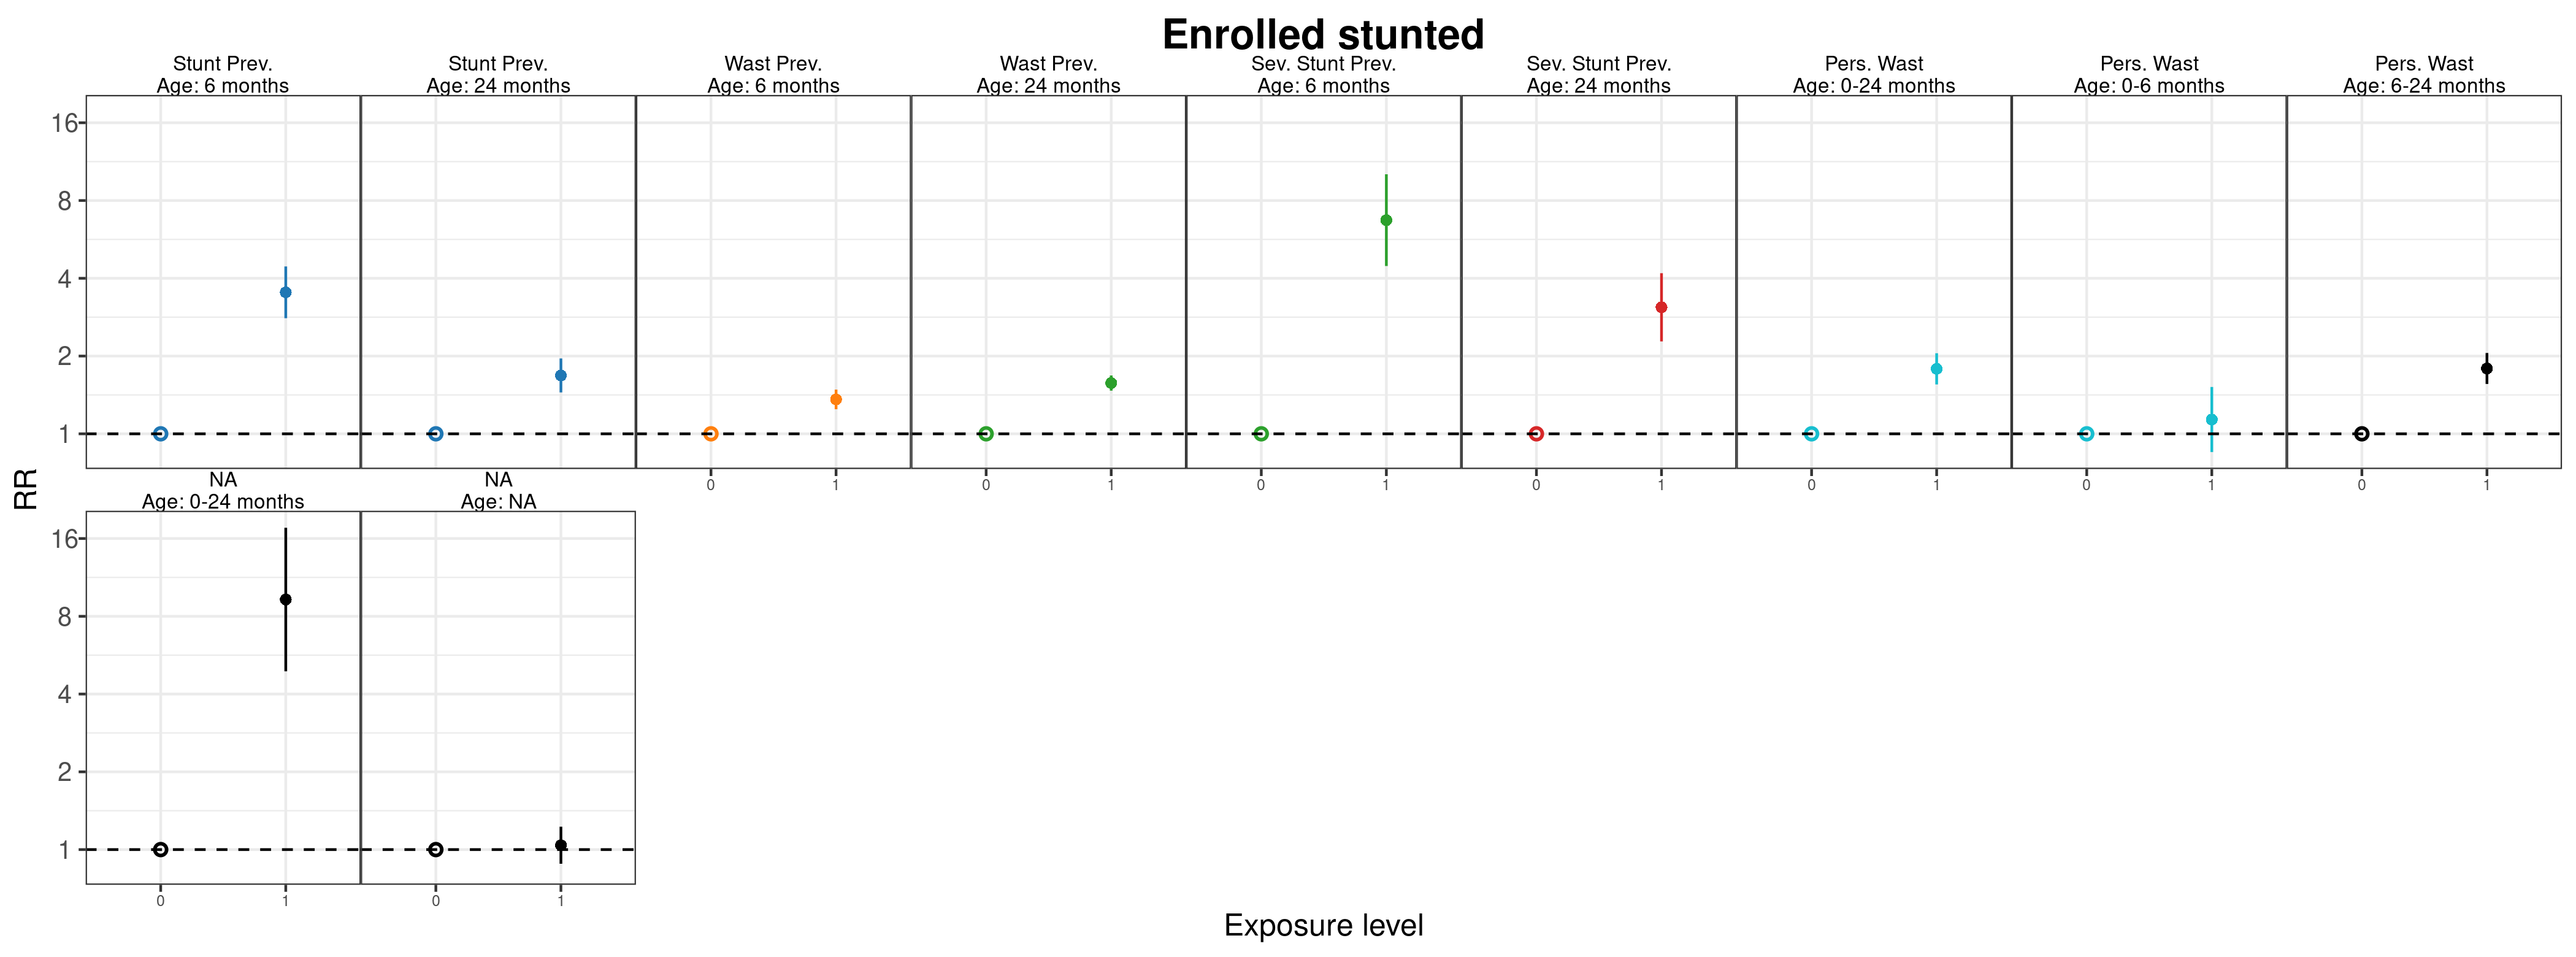 Enrolled stunted
Stunt Prev.
Age: 6 months
Stunt Prev.
Age: 24 months
Wast Prev.
Age: 6 months
Wast Prev.
Age: 24 months
Sev. Stunt Prev.
Age: 6 months
Sev. Stunt Prev.
Age: 24 months
Pers. Wast
Age: 0-24 months
Pers. Wast
Age: 0-6 months
Pers. Wast
Age: 6-24 months
16
8
4
2
1
0 1 0 1 0 1 0 1 0 1 0 1 0 1
RR
NA
Age: 0-24 months
NA
Age: NA
16
8
4
2
1
0 1 0 1
Exposure level